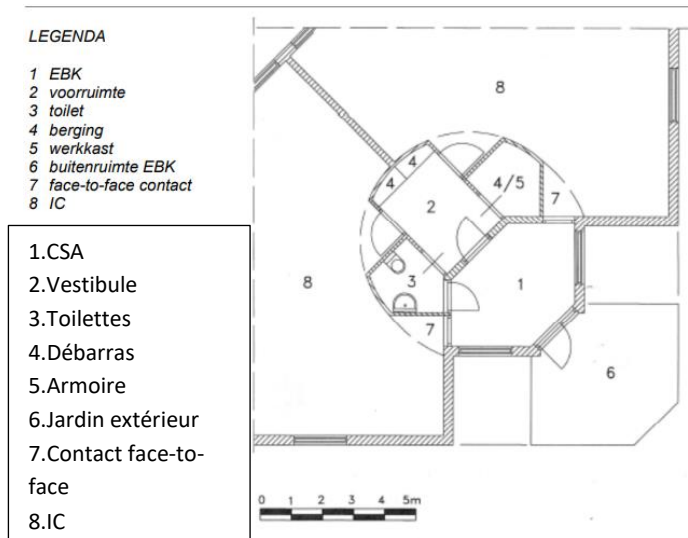 LEGENDA
1 EBK
2 voorruimte
3 toilet
4 berging
5 werkkast
6 buitenruimte EBK
7 face-to-face contact
8 IC
1.CSA
2.Vestibule
3.Toilettes
4.Débarras
5.Armoire
6.Jardin extérieur
7.Contact face-to-
face
8.IC
8
4
4
4/5
7
2
8
3
1
7
6
0 1 2 3 4 5m